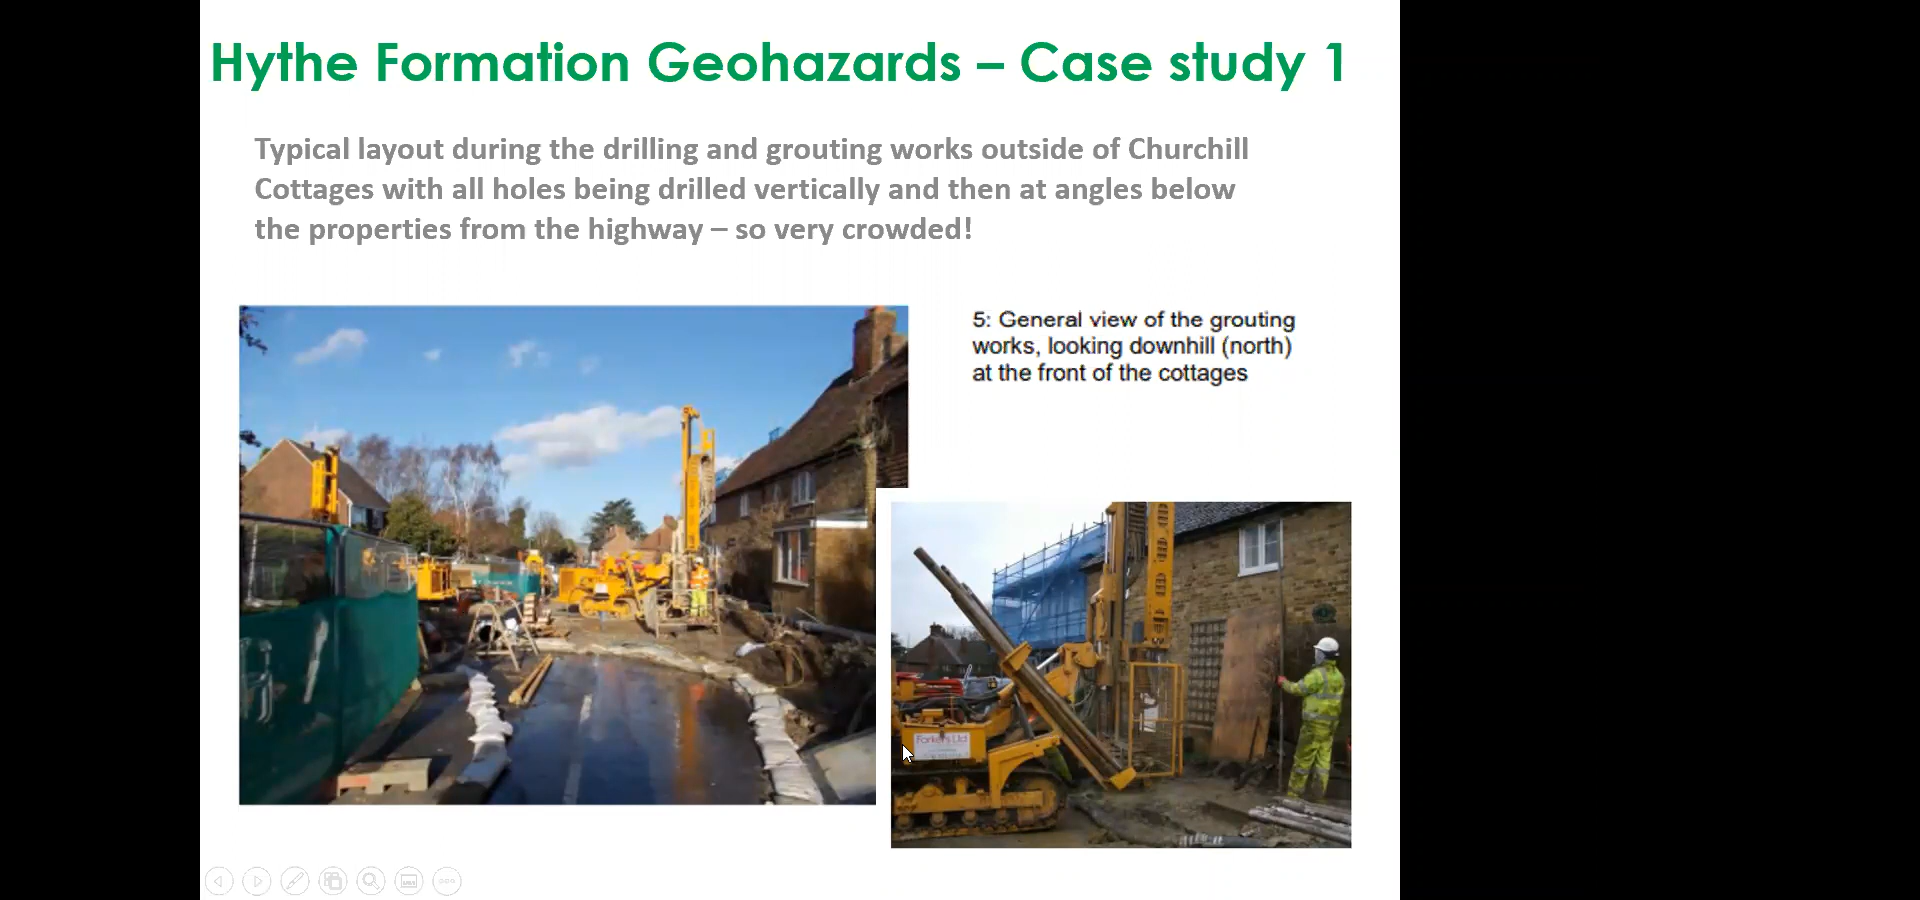 Hythe Formation Geohazards – Case study 1
Typical layout during the drilling and grouting works outside of Churchill
Cottages with all holes being drilled vertically and then at angles below
the properties from the highway – so very crowded!
5: General view of the grouting
works, looking downhill (north)
at the front of the cottages
Ltd